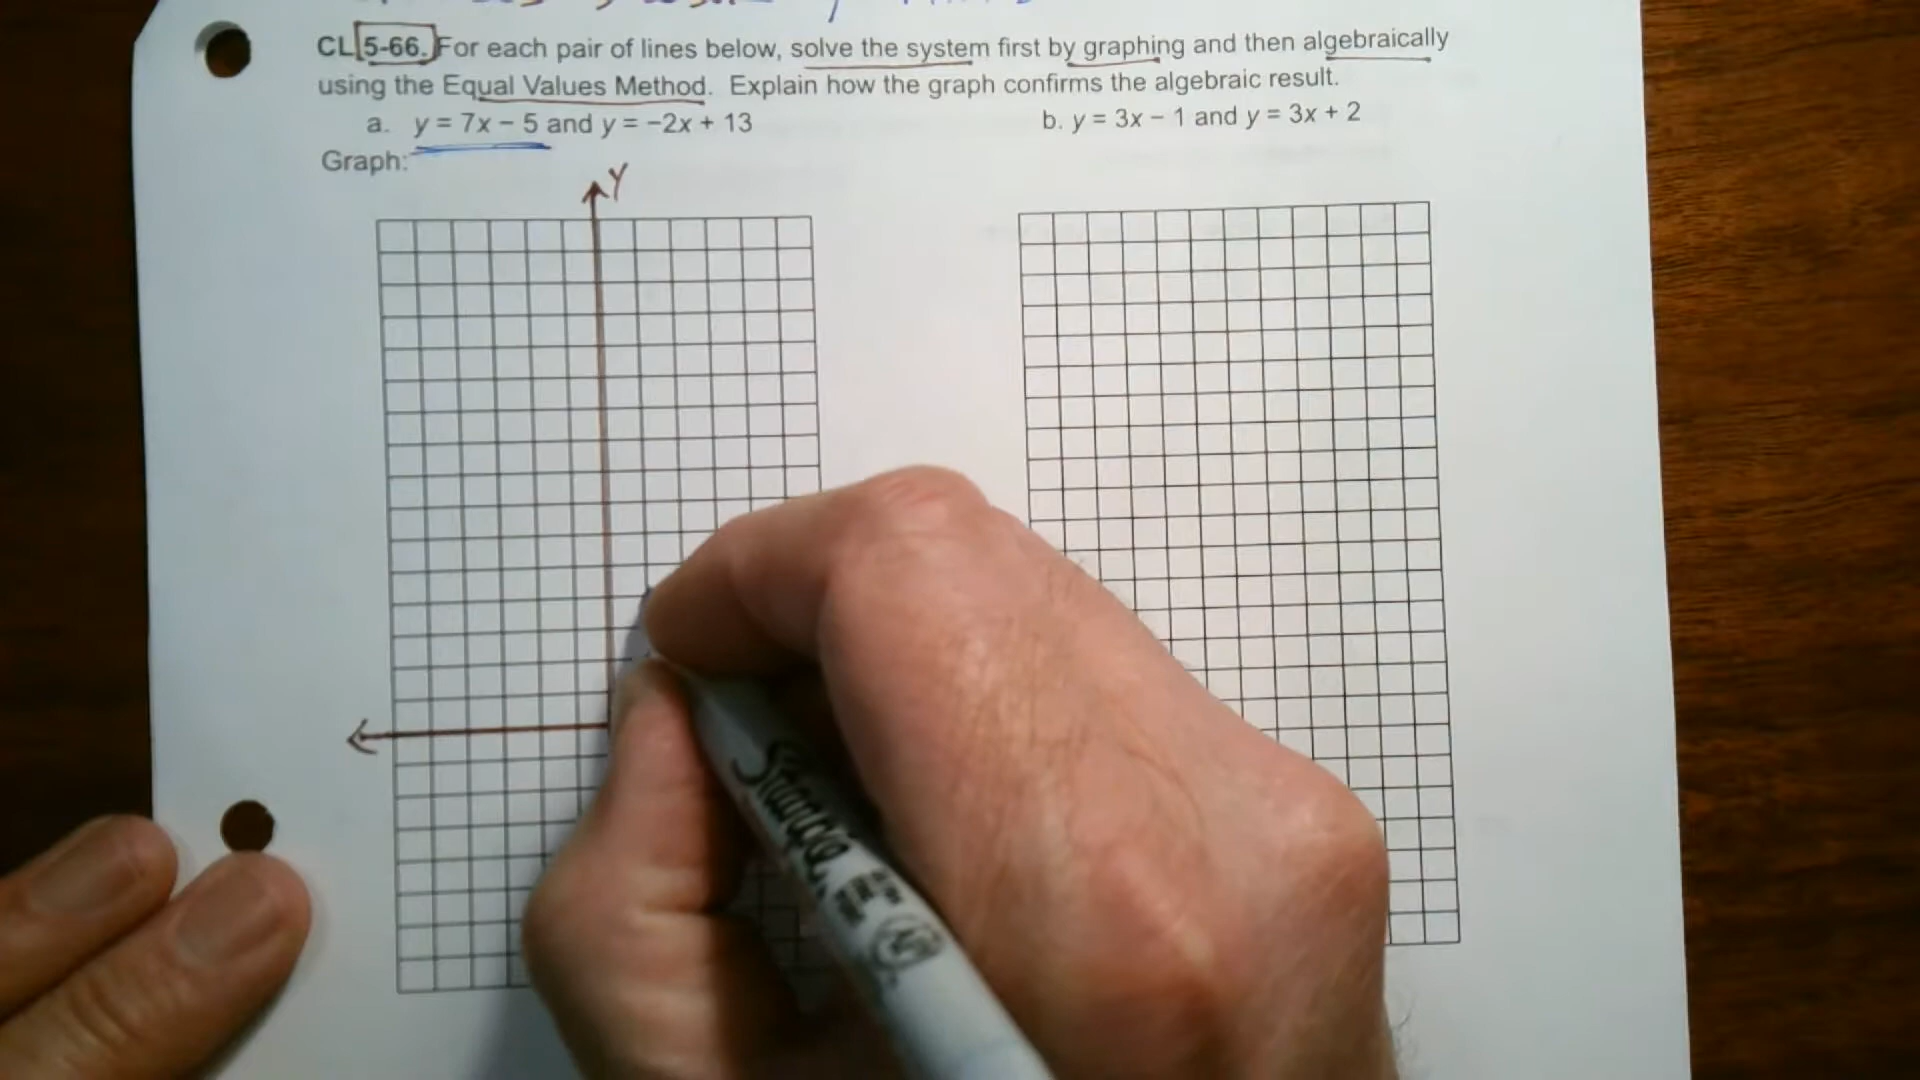 CL 5-66. For each pair of lines below, solve the system first by graphing and then algebraically
using the Equal Values Method. Explain how the graph confirms the algebraic result.
a. y = 7x − 5 and y = −2x + 13
b. y = 3x − 1 and y = 3x + 2
Graph:
Y
Sharpie